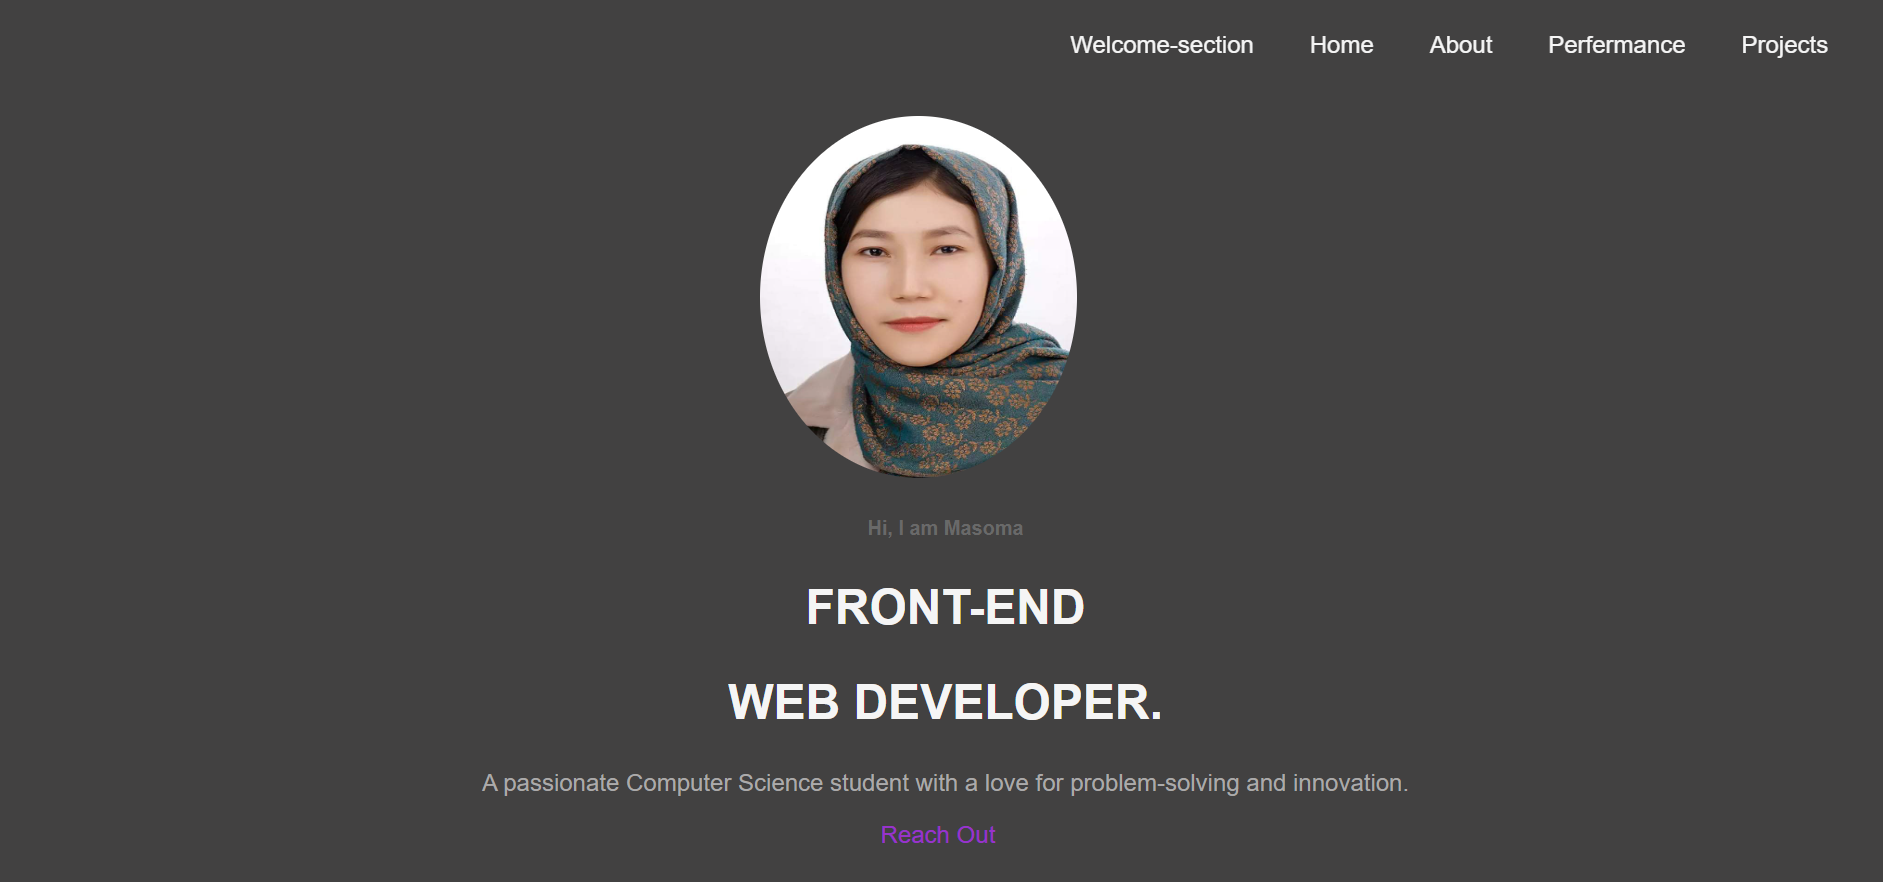 Welcome-section Home About Perfermance Projects
Hi, I am Masoma
FRONT-END
WEB DEVELOPER.
A passionate Computer Science student with a love for problem-solving and innovation.
Reach Out